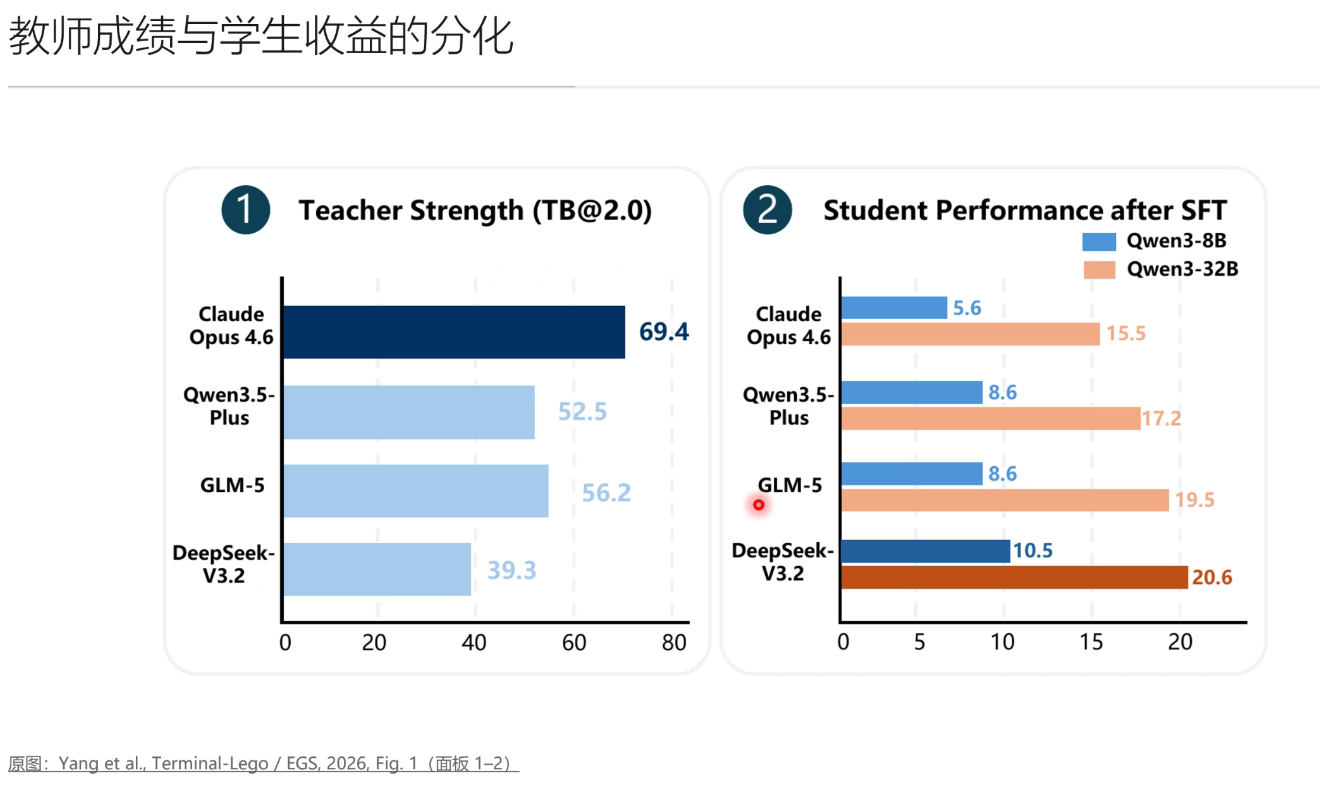 教师成绩与学生收益的分化
1 Teacher Strength (TB@2.0)
Claude
Opus 4.6
69.4
Qwen3.5-
Plus
52.5
GLM-5
56.2
DeepSeek-
V3.2
39.3
0 20 40 60 80
2 Student Performance after SFT
Qwen3-8B
Qwen3-32B
Claude
Opus 4.6
5.6
15.5
Qwen3.5-
Plus
8.6
17.2
GLM-5
8.6
19.5
DeepSeek-
V3.2
10.5
20.6
0 5 10 15 20
原图：Yang et al., Terminal-Lego / EGS, 2026, Fig. 1（面板 1–2）